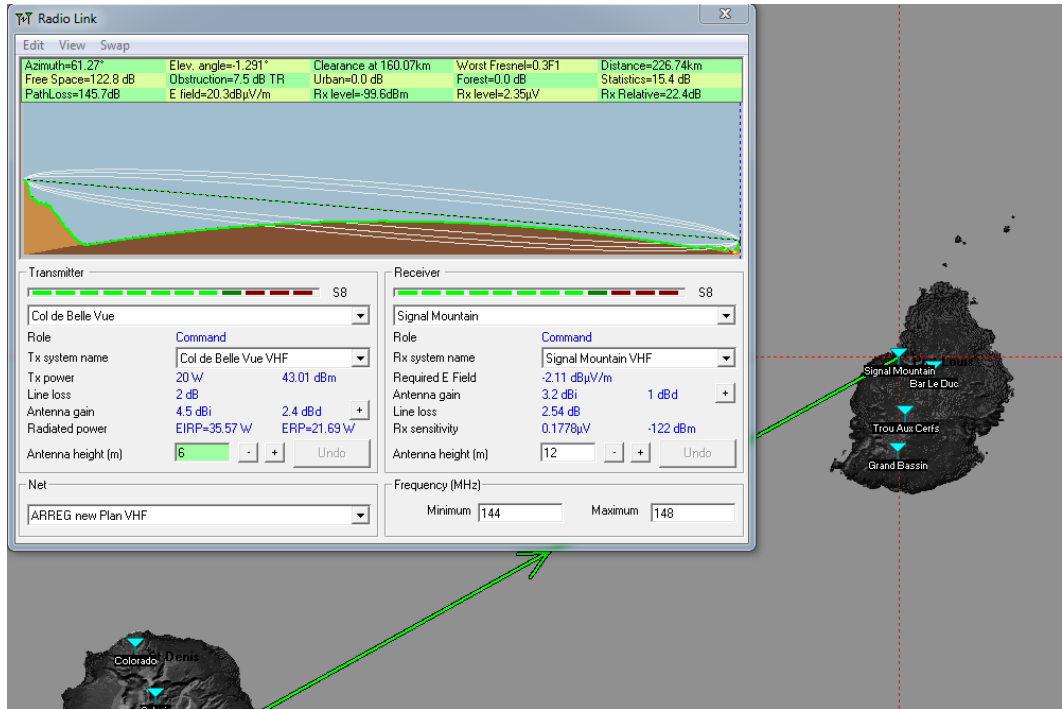 Radio Link
Edit View Swap
Azimuth=61.27° Elev. angle=-1.291° Clearance at 160.07km Worst Fresnel=0.3F1 Distance=226.74km
Free Space=122.8 dB Obstruction=7.5 dB TR Urban=0.0 dB Forest=0.0 dB Statistics=15.4 dB
PathLoss=145.7dB E field=20.3dBµV/m Rx level=-99.6dBm Rx level=2.35µV Rx Relative=22.4dB
Transmitter
S8
Col de Belle Vue
Role Command
Tx system name Col de Belle Vue VHF
Tx power 20 W 43.01 dBm
Line loss 2 dB
Antenna gain 4.5 dBi 2.4 dBd +
Radiated power EIRP=35.57 W ERP=21.69 W
Antenna height (m) 6 - + Undo
Net
ARREG new Plan VHF
Receiver
S8
Signal Mountain
Role Command
Rx system name Signal Mountain VHF
Required E Field -2.11 dBµV/m
Antenna gain 3.2 dBi 1 dBd +
Line loss 2.54 dB
Rx sensitivity 0.1778µV -122 dBm
Antenna height (m) 12 - + Undo
Frequency (MHz)
Minimum 144 Maximum 148
Signal Mountain
Bar Le Duc
Trou Aux Cerfs
Grand Bassin
Colorado
Denis